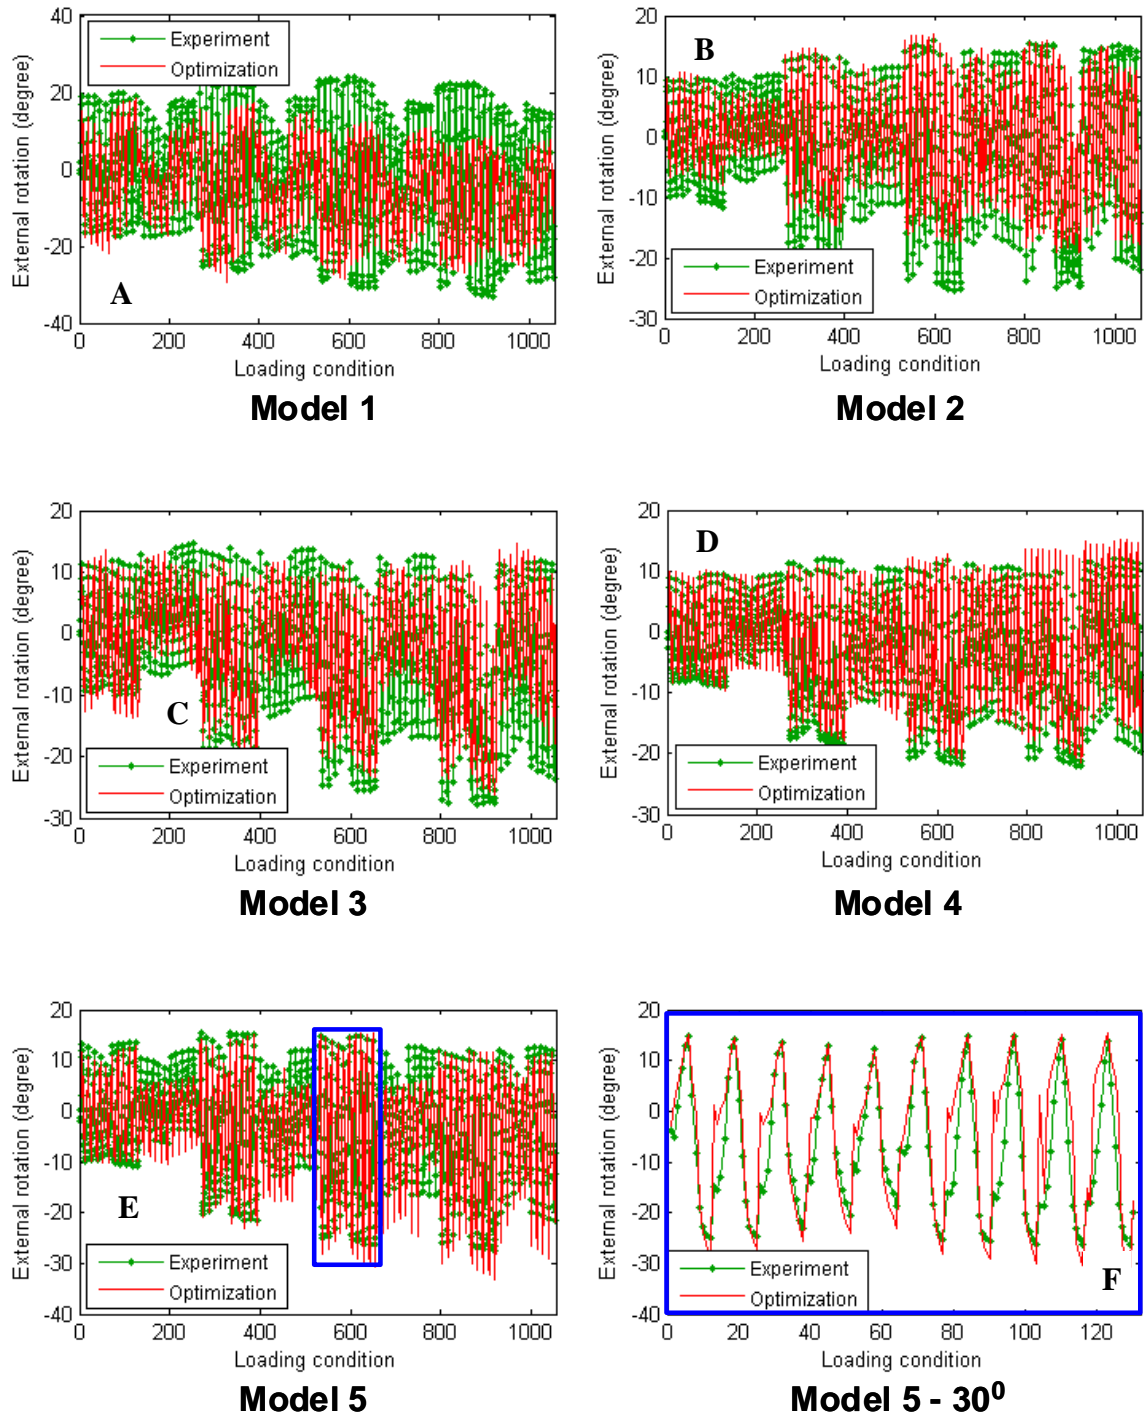 40
20
0
-20
-40
External rotation (degree)
Experiment
Optimization
A
0 200 400 600 800 1000
Loading condition
Model 1
20
10
0
-10
-20
-30
External rotation (degree)
B
Experiment
Optimization
0 200 400 600 800 1000
Loading condition
Model 2
20
10
0
-10
-20
-30
External rotation (degree)
C
Experiment
Optimization
0 200 400 600 800 1000
Loading condition
Model 3
20
10
0
-10
-20
-30
External rotation (degree)
D
Experiment
Optimization
0 200 400 600 800 1000
Loading condition
Model 4
20
10
0
-10
-20
-30
-40
External rotation (degree)
E
Experiment
Optimization
0 200 400 600 800 1000
Loading condition
Model 5
20
10
0
-10
-20
-30
-40
External rotation (degree)
Experiment
Optimization
F
0 20 40 60 80 100 120
Loading condition
Model 5 - 30⁰